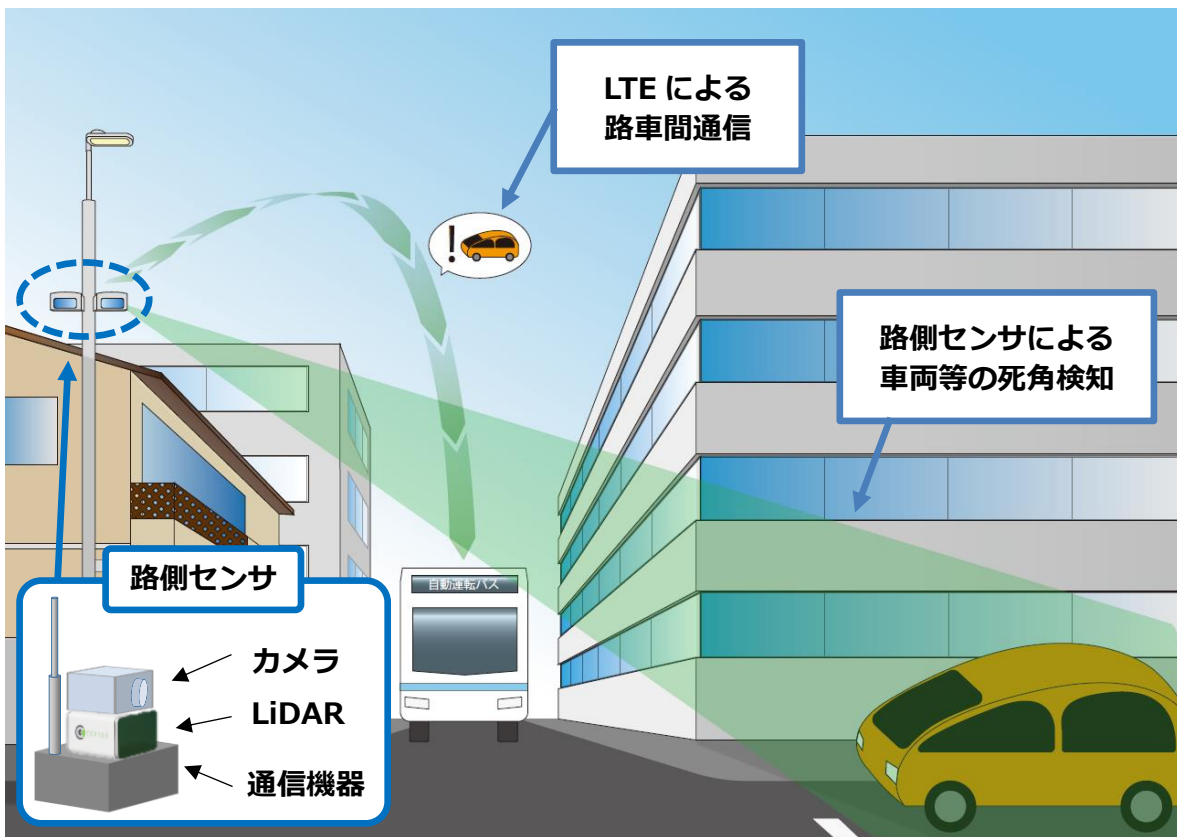 LTE による
路車間通信
路側センサによる
車両等の死角検知
自動運転バス
路側センサ
カメラ
LiDAR
通信機器
!